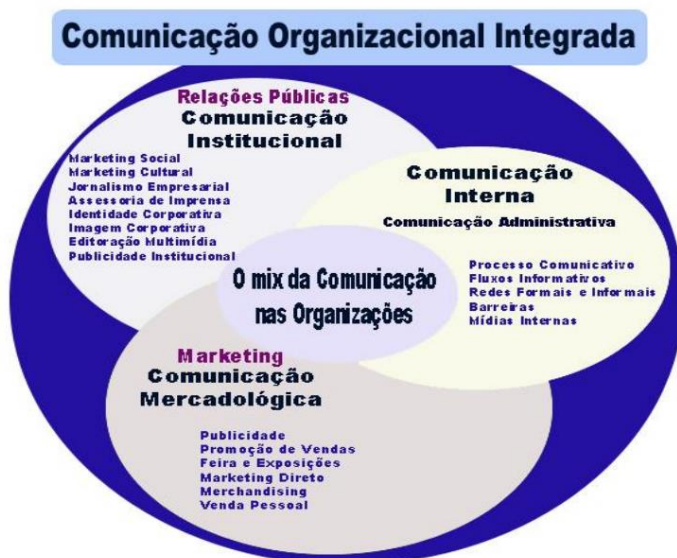 Comunicação Organizacional Integrada
Relações Públicas
Comunicação
Institucional
Marketing Social
Marketing Cultural
Jornalismo Empresarial
Assessoria de Imprensa
Identidade Corporativa
Imagem Corporativa
Editoração Multimídia
Publicidade Institucional
Comunicação
Interna
Comunicação Administrativa
Processo Comunicativo
Fluxos Informativos
Redes Formais e Informais
Barreiras
Mídias Internas
O mix da Comunicação
nas Organizações
Marketing
Comunicação
Mercadológica
Publicidade
Promoção de Vendas
Feira e Exposições
Marketing Direto
Merchandising
Venda Pessoal